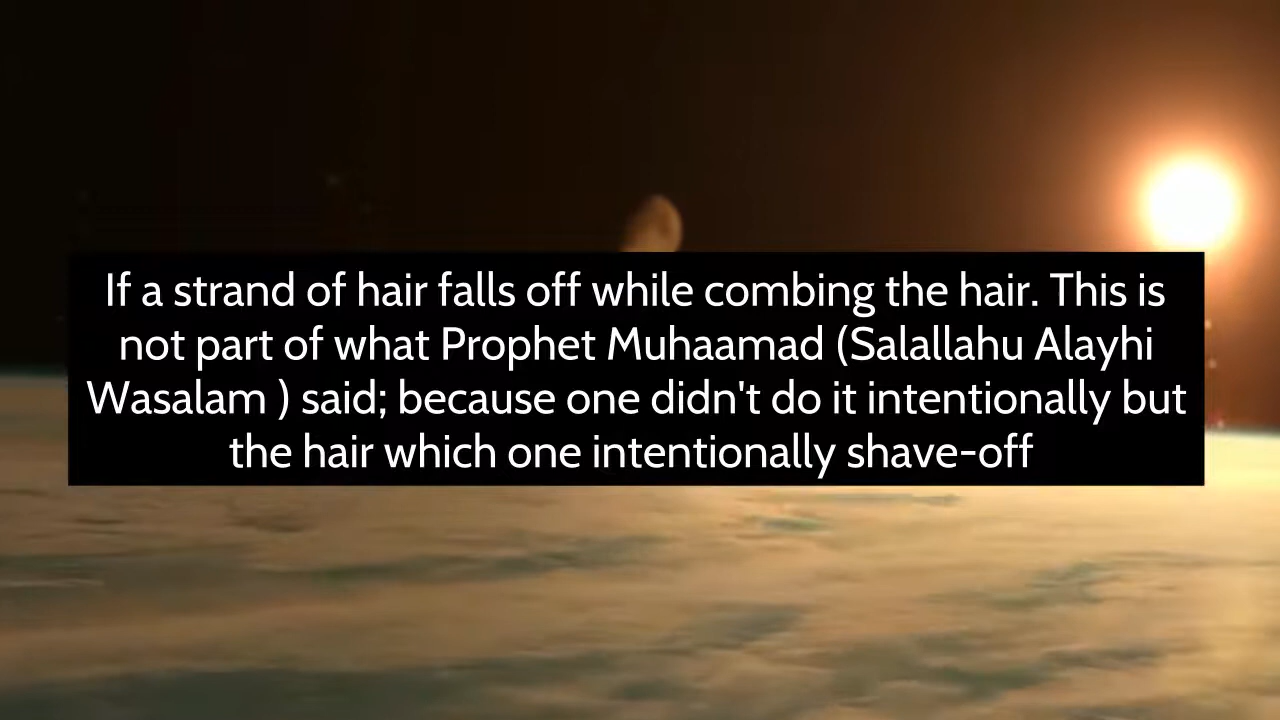 If a strand of hair falls off while combing the hair. This is
not part of what Prophet Muhaamad (Salallahu Alayhi
Wasalam ) said; because one didn't do it intentionally but
the hair which one intentionally shave-off